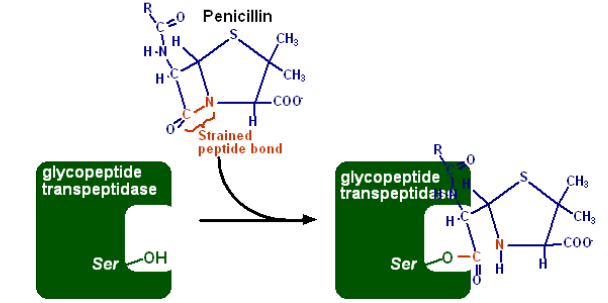 Penicillin
R
C
O
H-N
H
S
CH3
H-C
CH3
C
N
COO-
O
H
Strained
peptide bond
glycopeptide
transpeptidase
Ser
OH
glycopeptide
transpeptidase
R
C
O
H-N
H
S
CH3
H-C
CH3
Ser
O
C
N
COO-
O
H
H